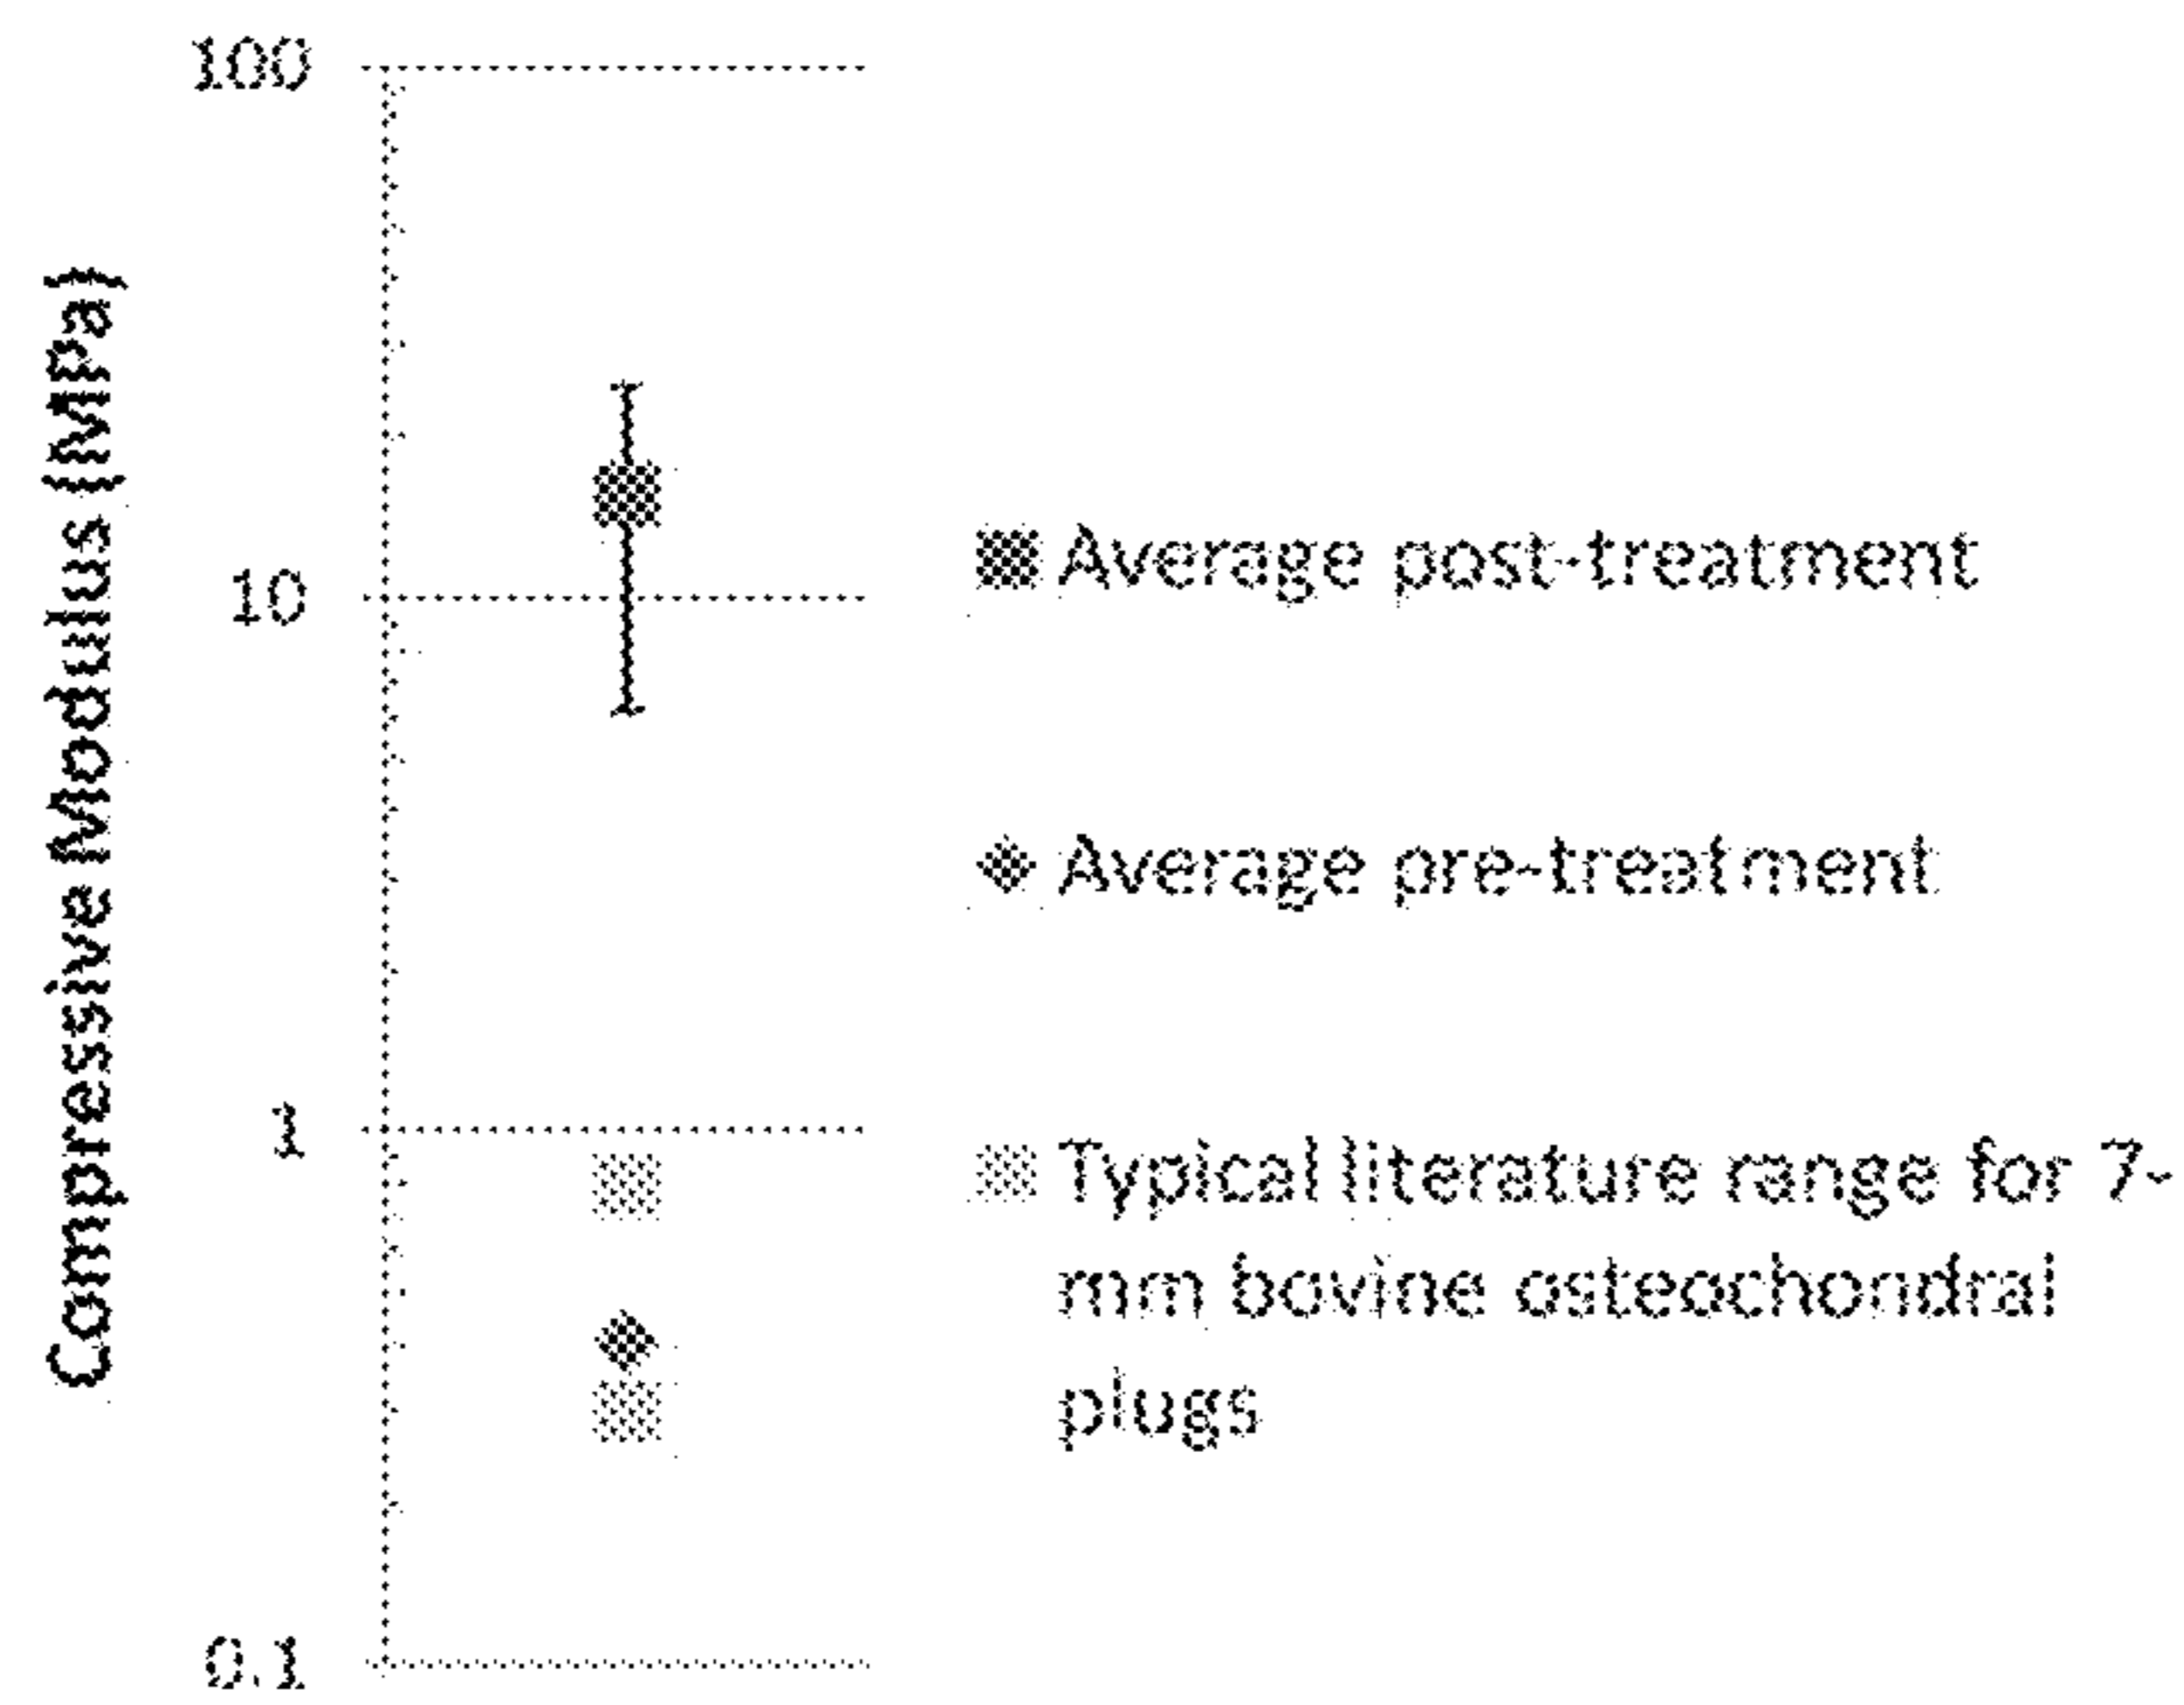 100
10
1
0.1
Compressive Modulus (MPa)
Average post-treatment
Average pre-treatment
Typical literature range for 7-
mm bovine osteochondral
plugs